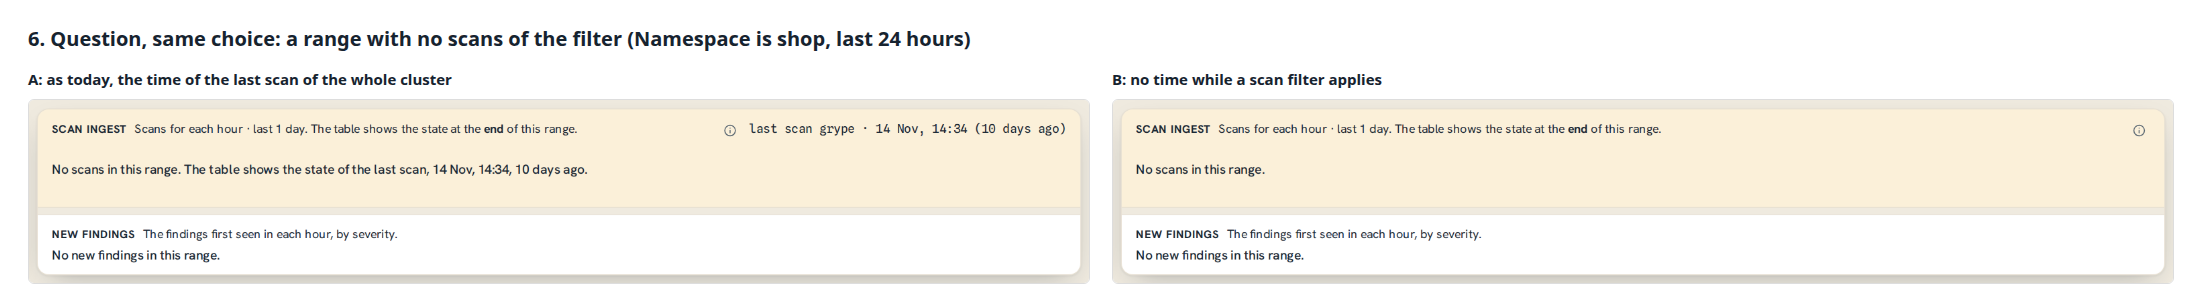 6. Question, same choice: a range with no scans of the filter (Namespace is shop, last 24 hours)
A: as today, the time of the last scan of the whole cluster
SCAN INGEST Scans for each hour · last 1 day. The table shows the state at the end of this range.
last scan grype · 14 Nov, 14:34 (10 days ago)
No scans in this range. The table shows the state of the last scan, 14 Nov, 14:34, 10 days ago.
NEW FINDINGS The findings first seen in each hour, by severity.
No new findings in this range.
B: no time while a scan filter applies
SCAN INGEST Scans for each hour · last 1 day. The table shows the state at the end of this range.
No scans in this range.
NEW FINDINGS The findings first seen in each hour, by severity.
No new findings in this range.